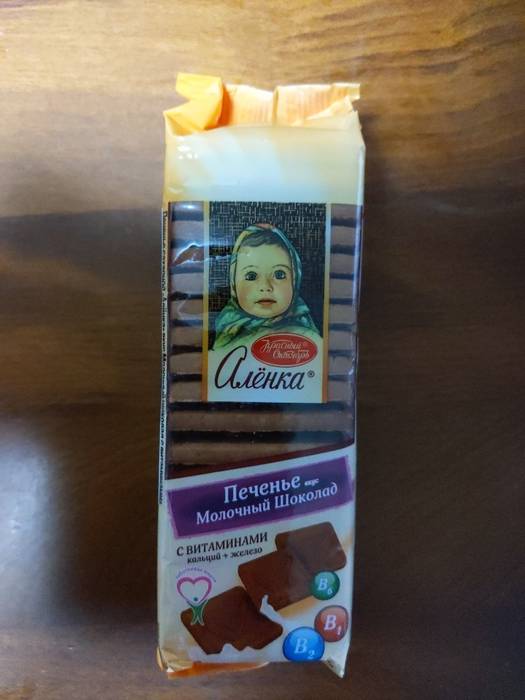 Красный
Октябрь
Алёнка®
Печенье вкус
Молочный Шоколад
С ВИТАМИНАМИ
кальций + железо
B6
B1
B2